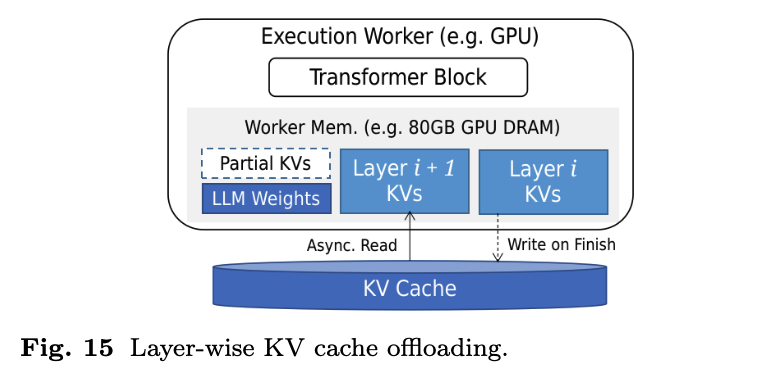 Execution Worker (e.g. GPU)
Transformer Block
Worker Mem. (e.g. 80GB GPU DRAM)
Partial KVs
LLM Weights
Layer i + 1
KVs
Layer i
KVs
Async. Read
Write on Finish
KV Cache
Fig. 15 Layer-wise KV cache offloading.